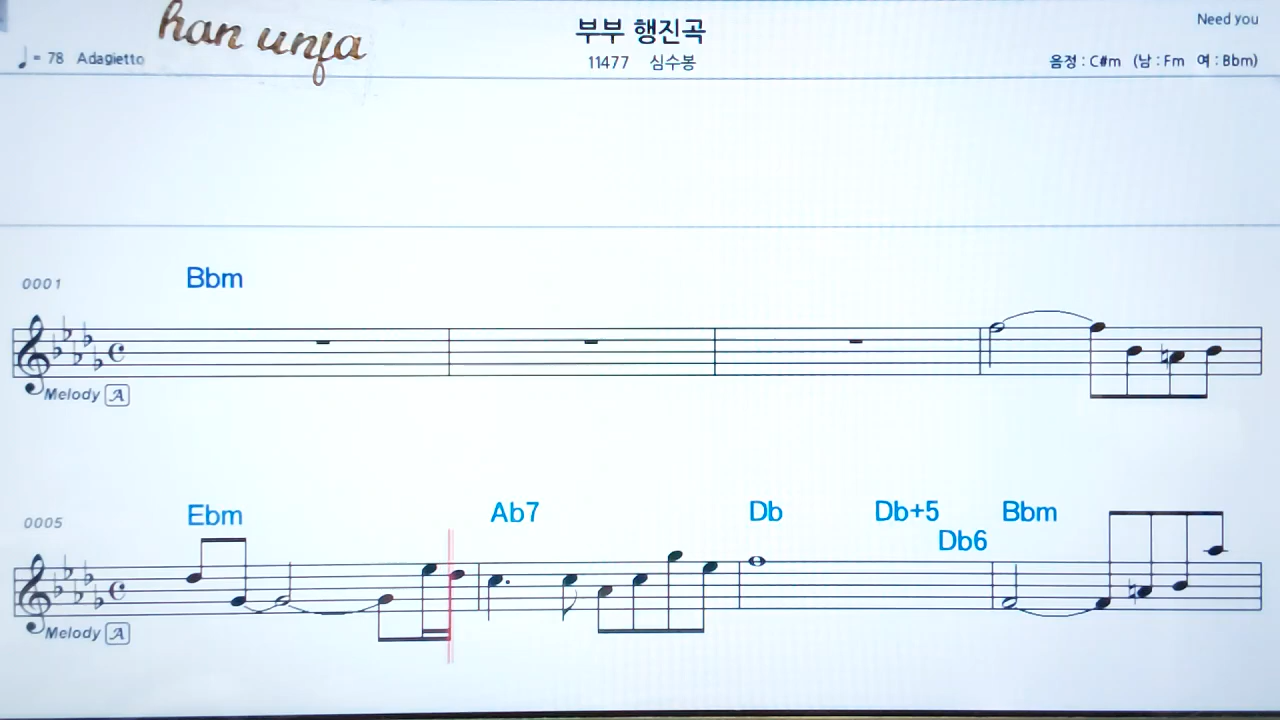 han unja
부부 행진곡
Need you
♩ = 78 Adagietto
11477 심수봉
음정 : C#m (남 : Fm 여 : Bbm)
0001
Bbm
Melody A
0005
Ebm Ab7 Db Db+5 Bbm
Db6
Melody A